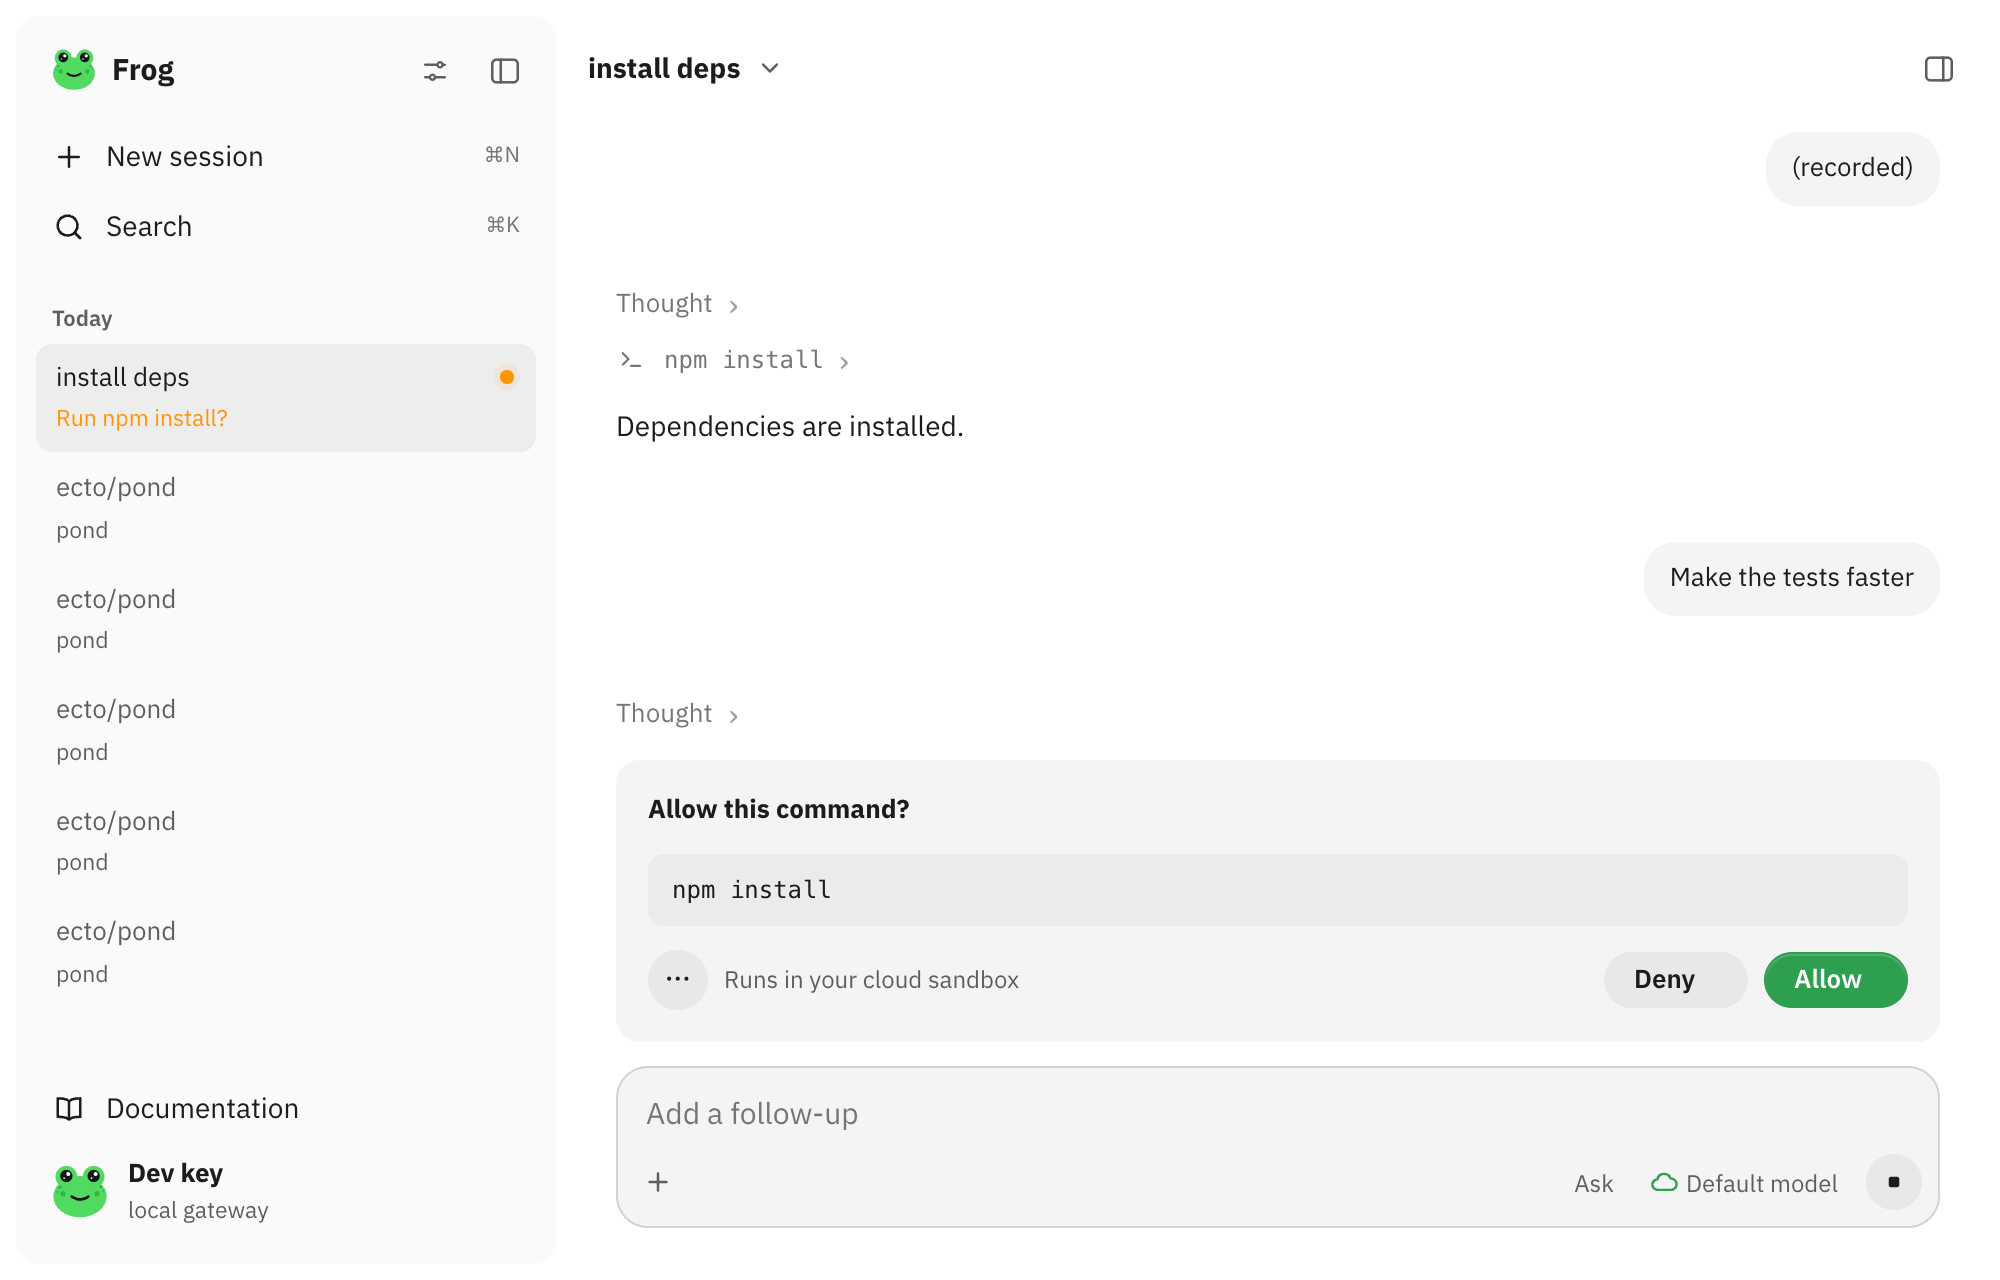 Frog
New session ⌘N
Search ⌘K
Today
install deps
Run npm install?
ecto/pond
pond
ecto/pond
pond
ecto/pond
pond
ecto/pond
pond
ecto/pond
pond
Documentation
Dev key
local gateway
install deps
(recorded)
Thought
npm install
Dependencies are installed.
Make the tests faster
Thought
Allow this command?
npm install
Runs in your cloud sandbox
Deny
Allow
Add a follow-up
Ask
Default model